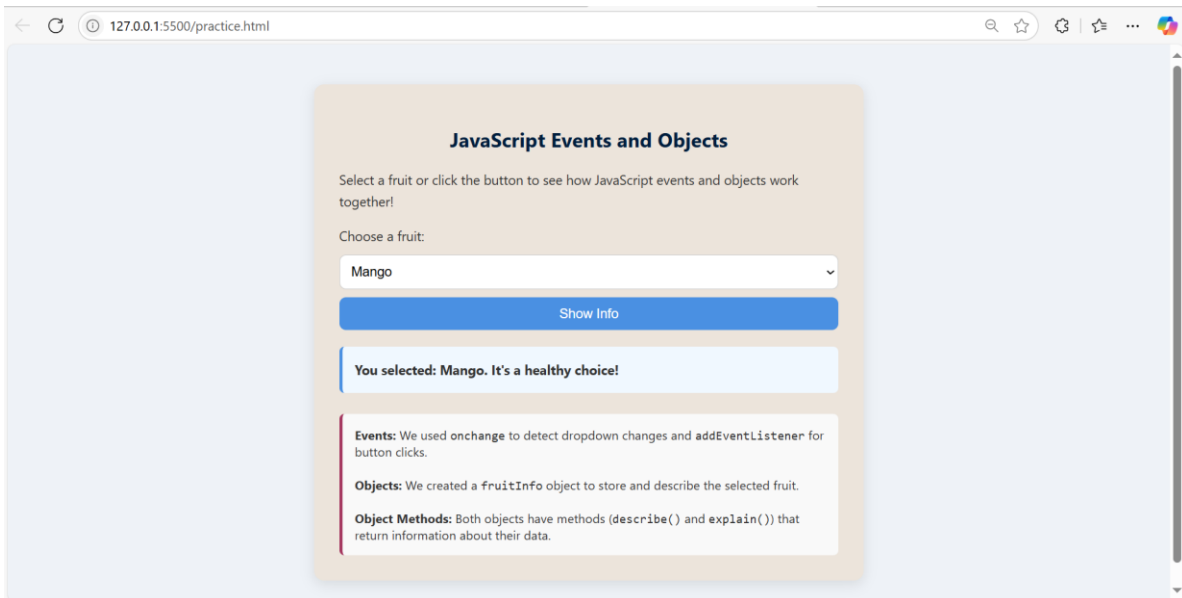 127.0.0.1:5500/practice.html
JavaScript Events and Objects
Select a fruit or click the button to see how JavaScript events and objects work
together!
Choose a fruit:
Mango
Show Info
You selected: Mango. It's a healthy choice!
Events: We used onchange to detect dropdown changes and addEventListener for
button clicks.
Objects: We created a fruitInfo object to store and describe the selected fruit.
Object Methods: Both objects have methods (describe() and explain()) that
return information about their data.